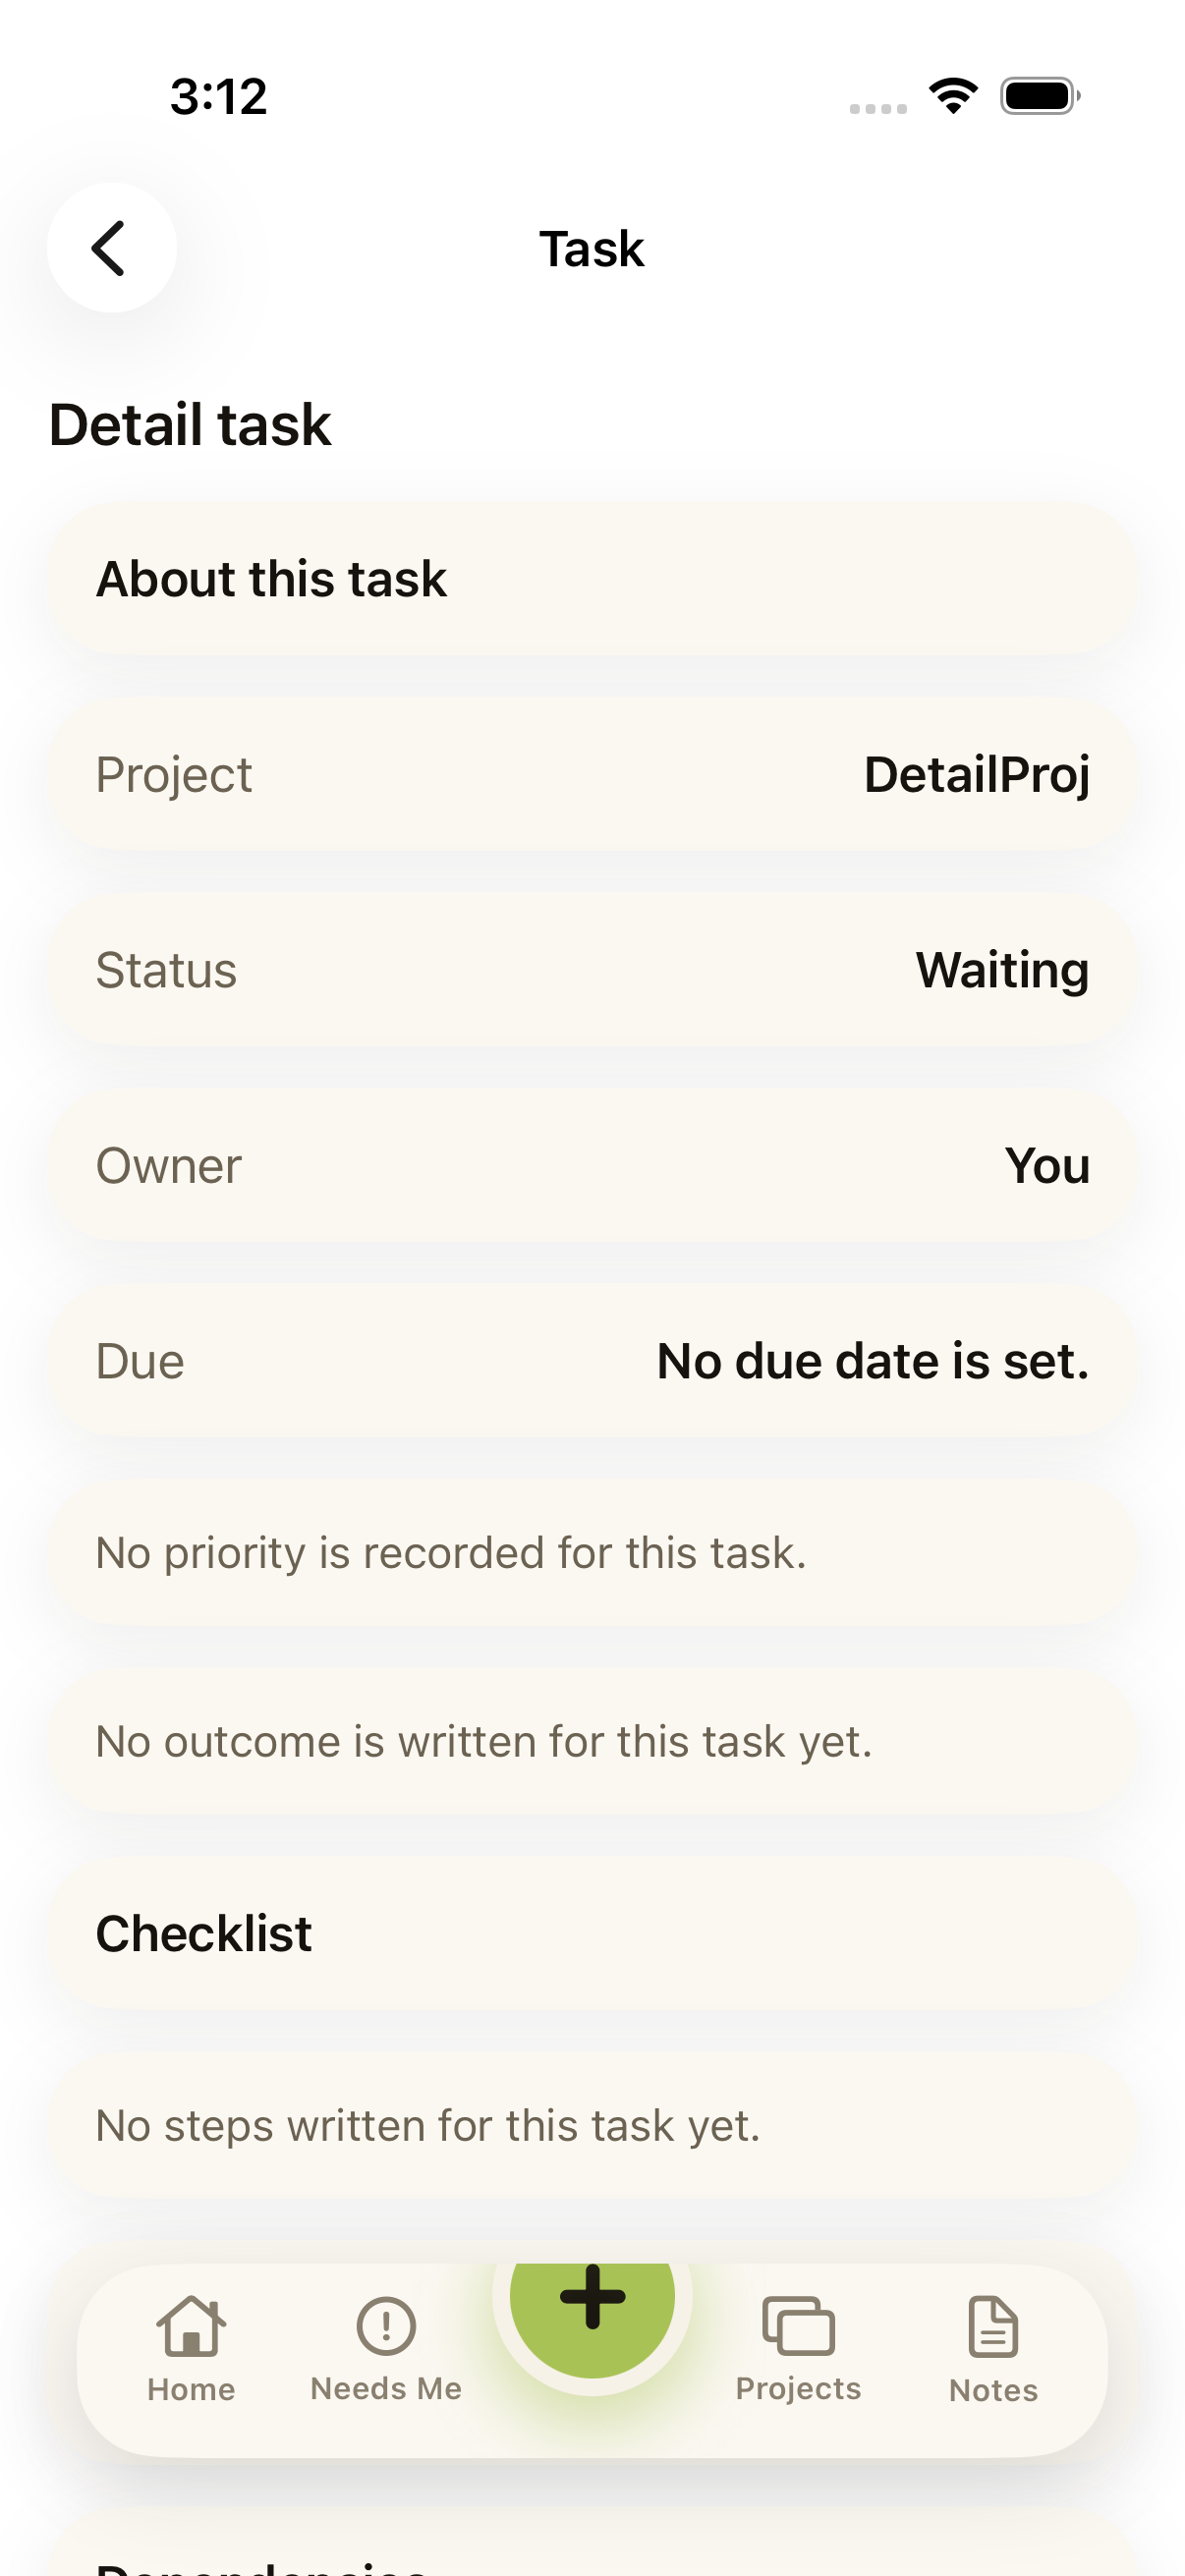 3:12
Task
Detail task
About this task
Project DetailProj
Status Waiting
Owner You
Due No due date is set.
No priority is recorded for this task.
No outcome is written for this task yet.
Checklist
No steps written for this task yet.
Home Needs Me Projects Notes